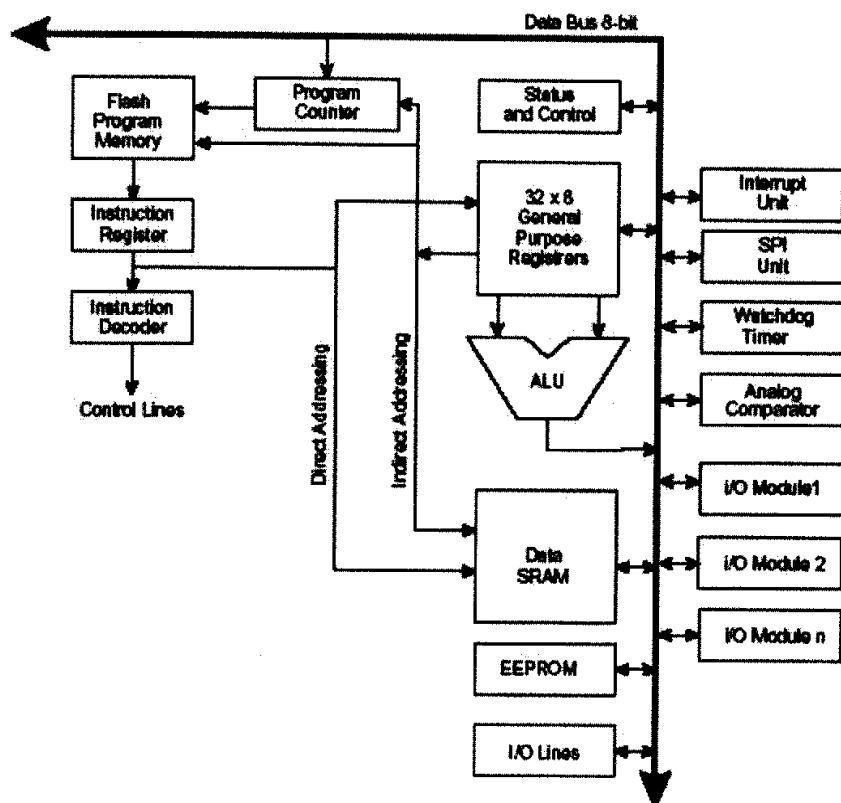 Data Bus 8-bit
Flash
Program
Memory
Program
Counter
Status
and Control
Interrupt
Unit
32 x 8
General
Purpose
Registrers
Instruction
Register
SPI
Unit
Instruction
Decoder
Watchdog
Timer
ALU
Analog
Comparator
Control Lines
Direct Addressing
Indirect Addressing
I/O Module1
Data
SRAM
I/O Module 2
I/O Module n
EEPROM
I/O Lines